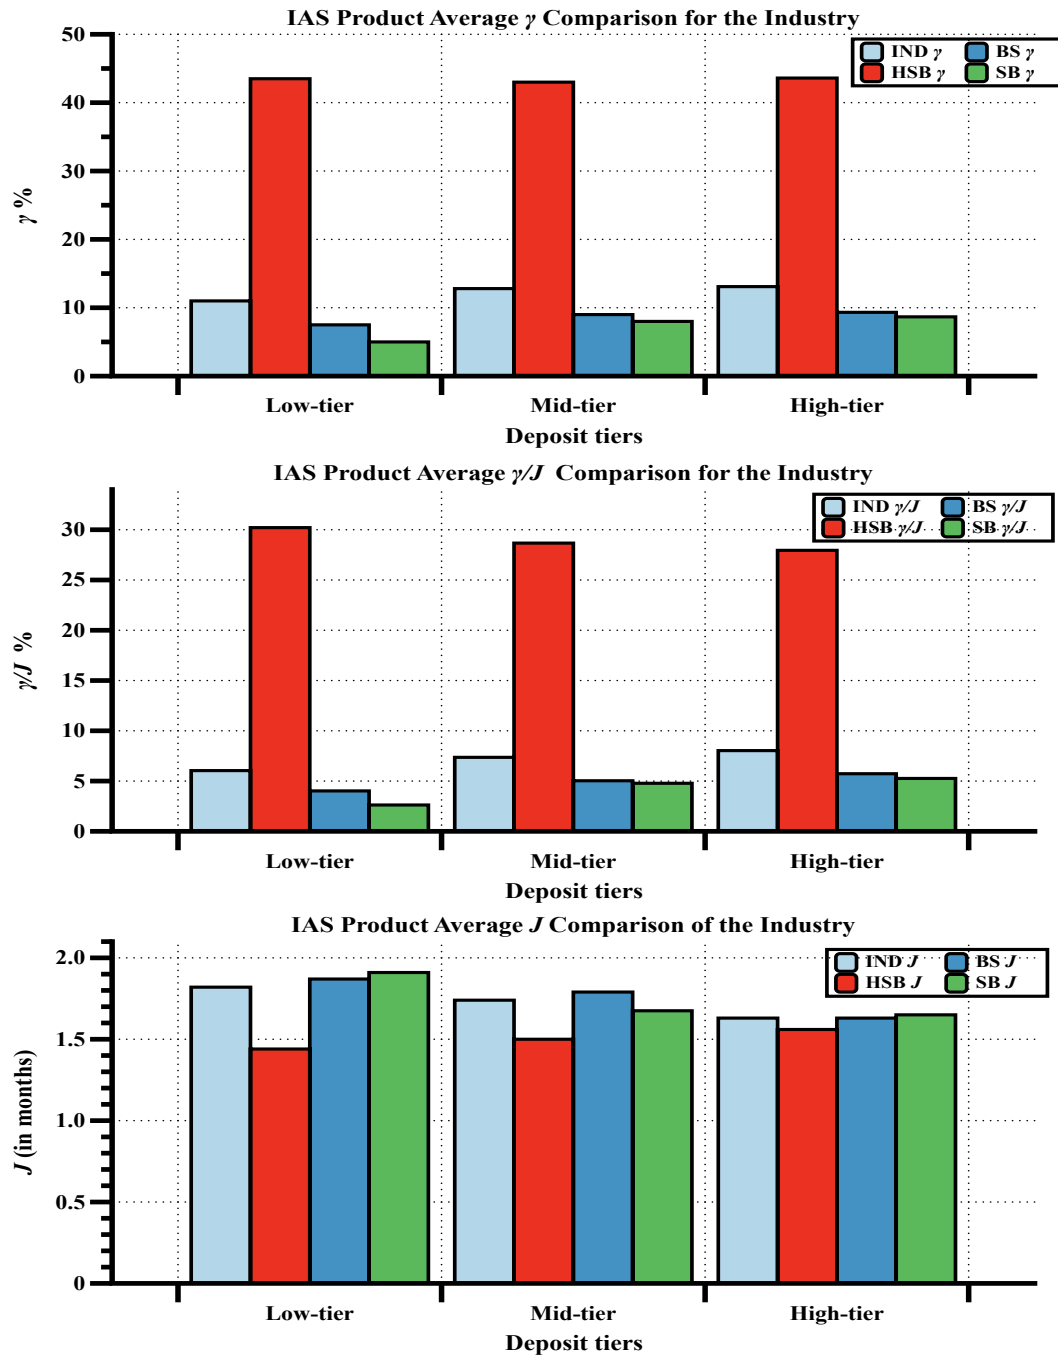 IAS Product Average γ Comparison for the Industry
50
40
30
20
10
0
γ %
IND γ BS γ
HSB γ SB γ
Low-tier Mid-tier High-tier
Deposit tiers
IAS Product Average γ/J Comparison for the Industry
30
25
20
15
10
5
0
γ/J %
IND γ/J BS γ/J
HSB γ/J SB γ/J
Low-tier Mid-tier High-tier
Deposit tiers
IAS Product Average J Comparison of the Industry
2.0
1.5
1.0
0.5
0
J (in months)
IND J BS J
HSB J SB J
Low-tier Mid-tier High-tier
Deposit tiers